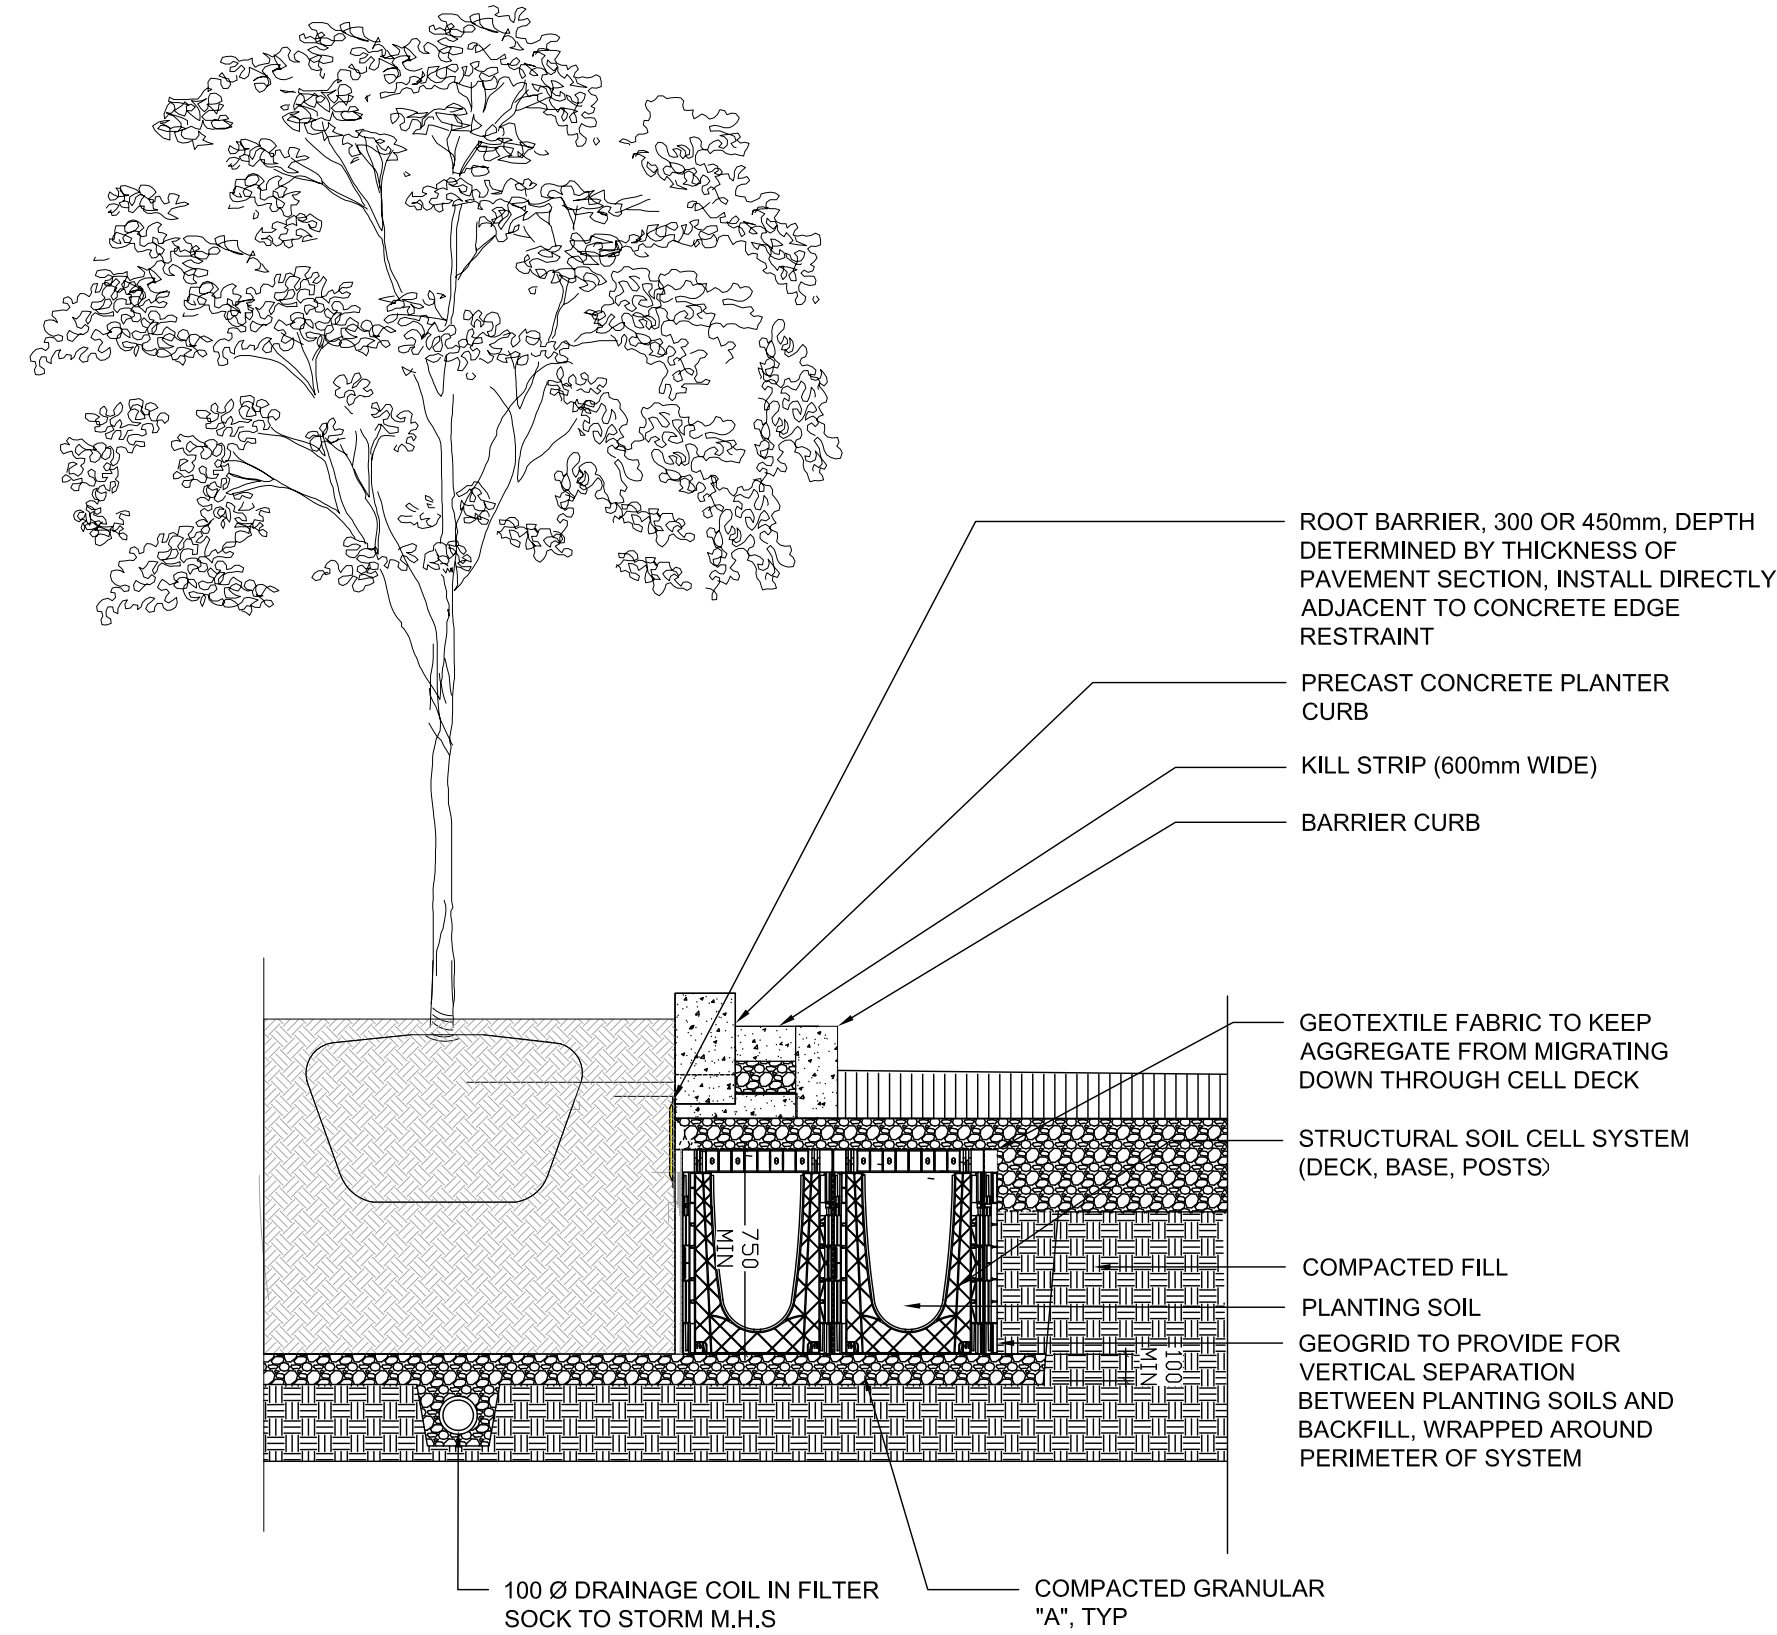 ROOT BARRIER, 300 OR 450mm, DEPTH
DETERMINED BY THICKNESS OF
PAVEMENT SECTION, INSTALL DIRECTLY
ADJACENT TO CONCRETE EDGE
RESTRAINT
PRECAST CONCRETE PLANTER
CURB
KILL STRIP (600mm WIDE)
BARRIER CURB
GEOTEXTILE FABRIC TO KEEP
AGGREGATE FROM MIGRATING
DOWN THROUGH CELL DECK
STRUCTURAL SOIL CELL SYSTEM
(DECK, BASE, POSTS)
COMPACTED FILL
PLANTING SOIL
GEOGRID TO PROVIDE FOR
VERTICAL SEPARATION
BETWEEN PLANTING SOILS AND
BACKFILL, WRAPPED AROUND
PERIMETER OF SYSTEM
750
MIN
100
MIN
100 Ø DRAINAGE COIL IN FILTER
SOCK TO STORM M.H.S
COMPACTED GRANULAR
"A", TYP